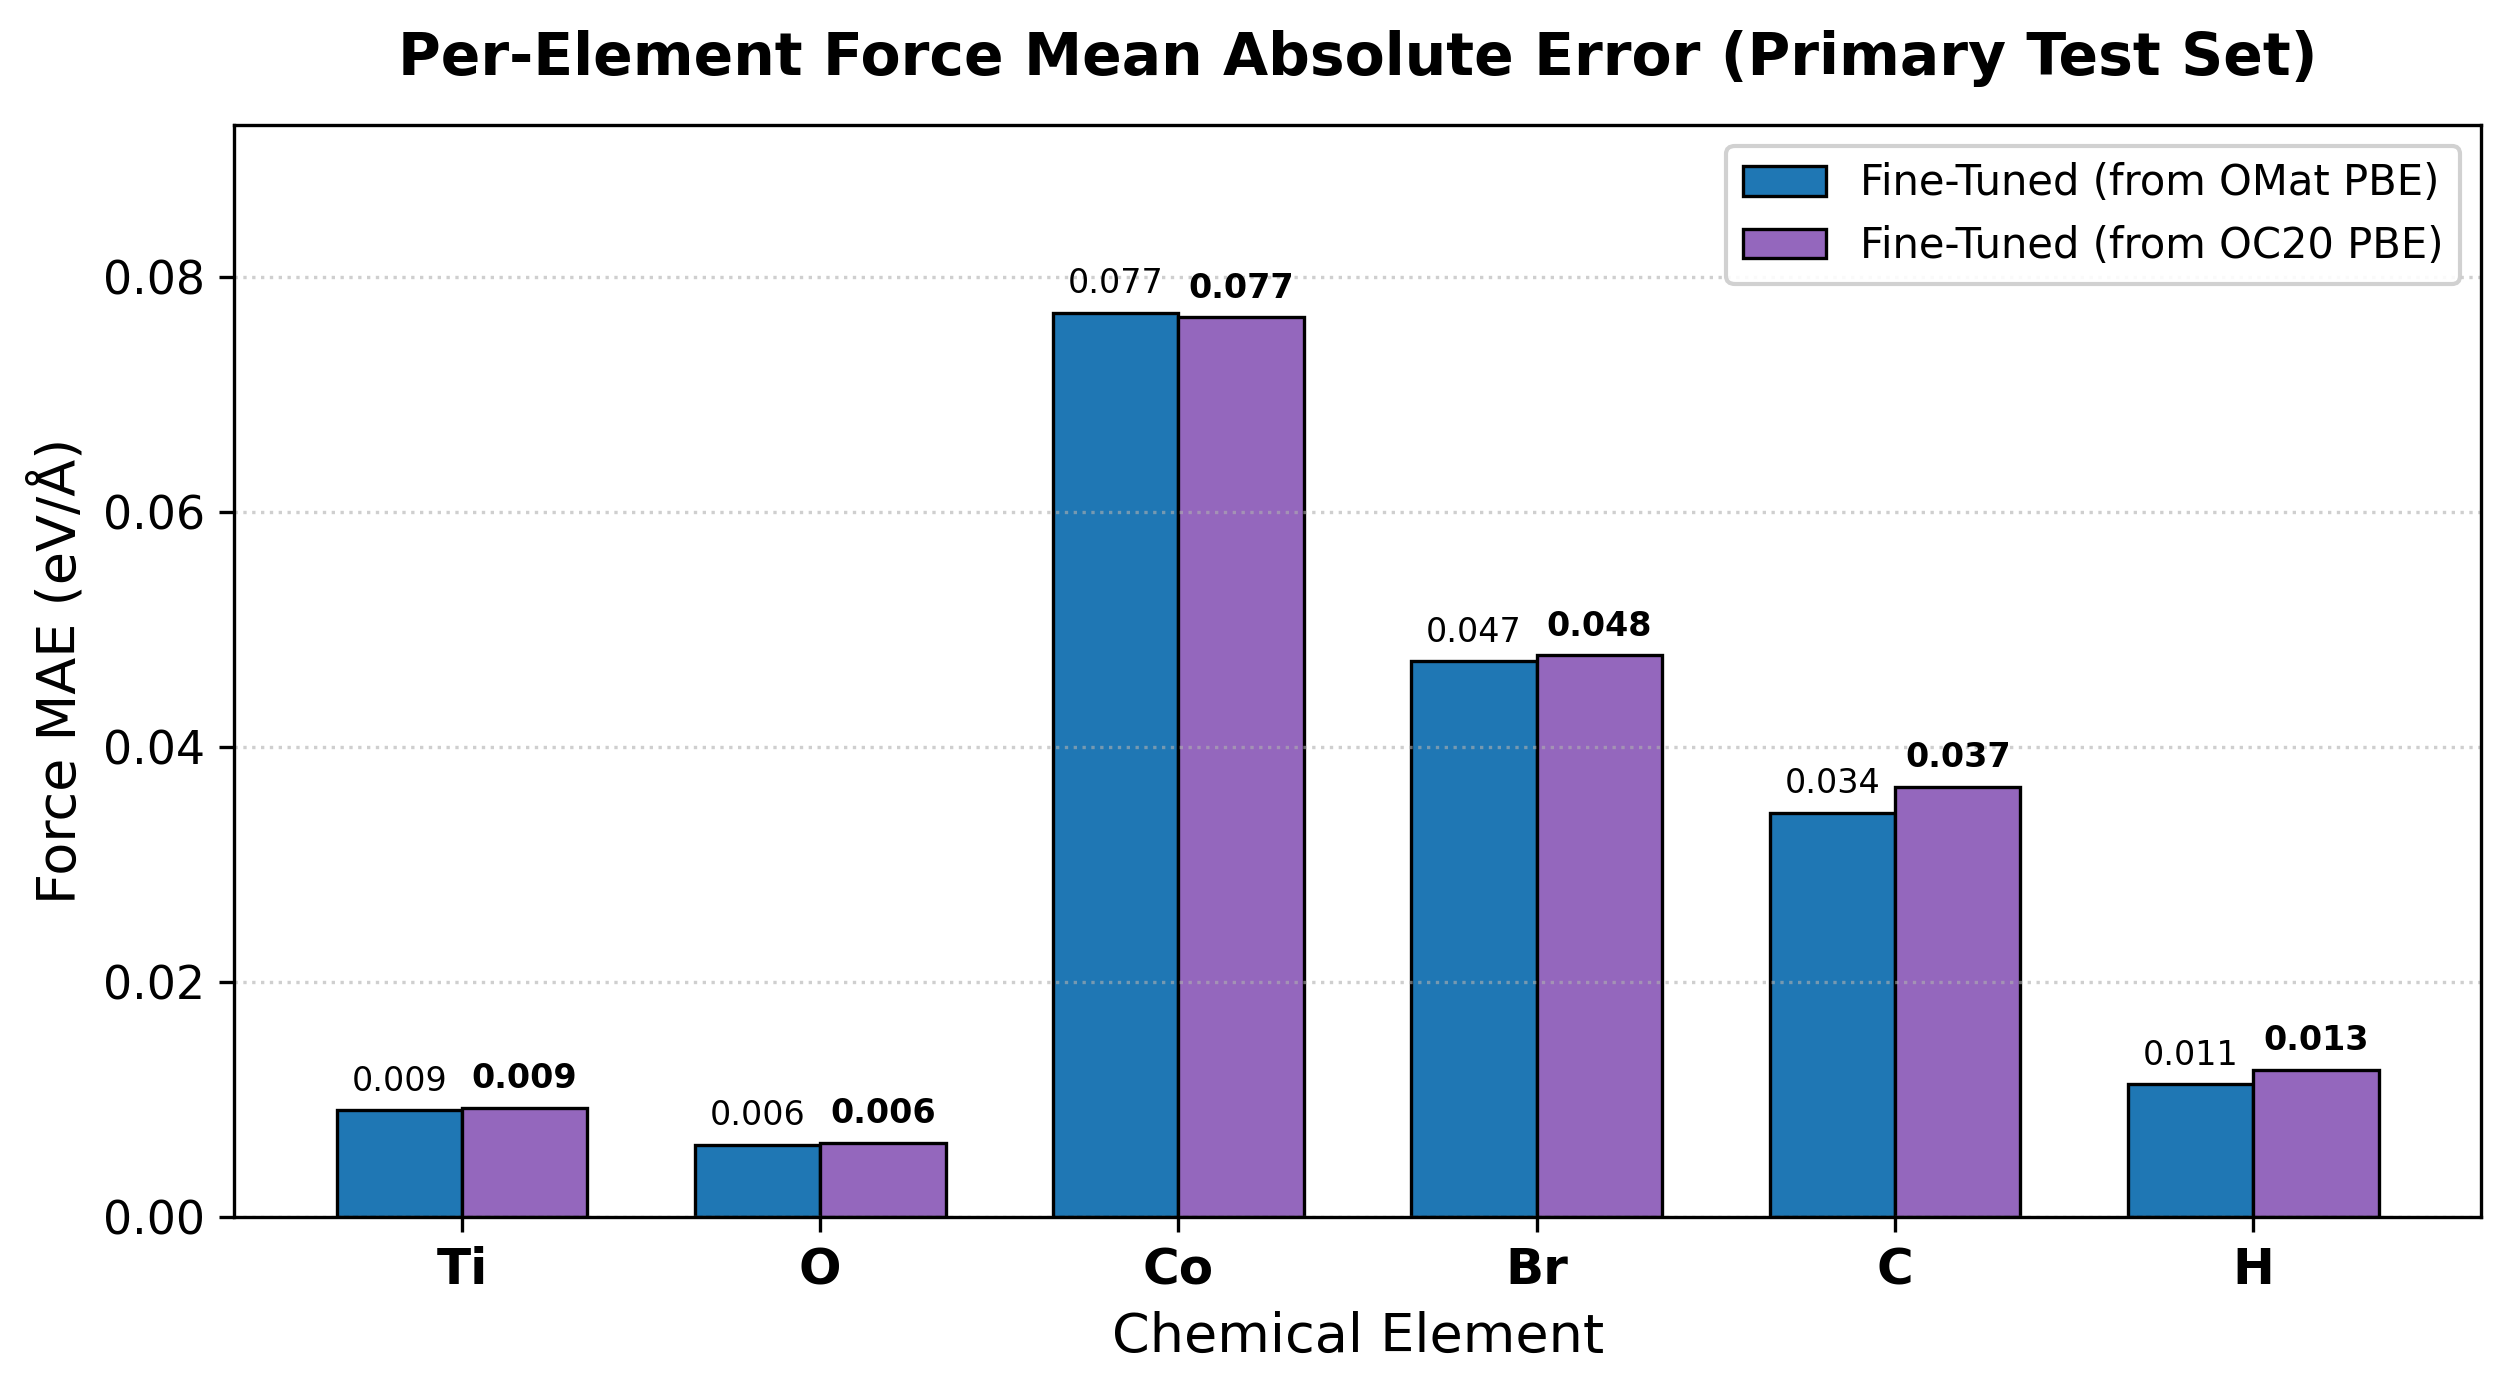 Per-Element Force Mean Absolute Error (Primary Test Set)
Fine-Tuned (from OMat PBE)
Fine-Tuned (from OC20 PBE)
Force MAE (eV/Å)
0.08
0.06
0.04
0.02
0.00
0.009
0.009
0.006
0.006
0.077
0.077
0.047
0.048
0.034
0.037
0.011
0.013
Ti
O
Co
Br
C
H
Chemical Element